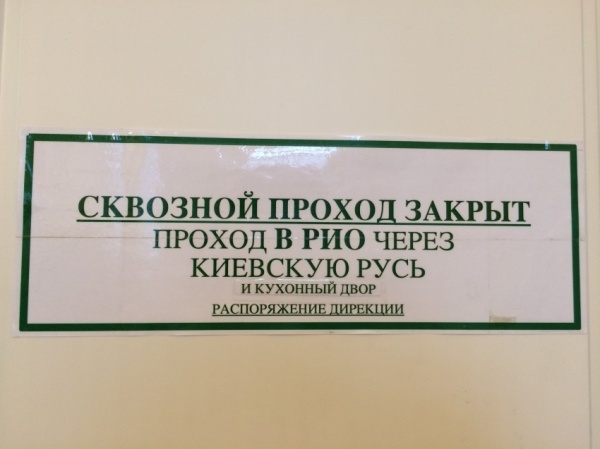 СКВОЗНОЙ ПРОХОД ЗАКРЫТ
ПРОХОД В РИО ЧЕРЕЗ
КИЕВСКУЮ РУСЬ
И КУХОННЫЙ ДВОР
РАСПОРЯЖЕНИЕ ДИРЕКЦИИ